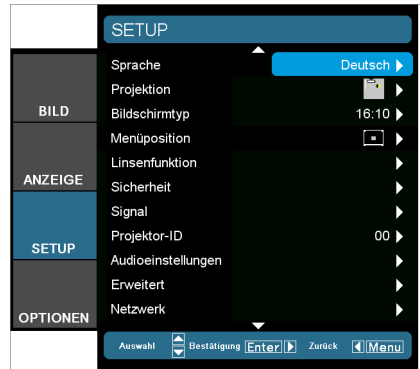 SETUP
Sprache Deutsch
Projektion
Bildschirmtyp 16:10
Menüposition
Linsenfunktion
Sicherheit
Signal
Projektor-ID 00
Audioeinstellungen
Erweitert
Netzwerk
BILD
ANZEIGE
SETUP
OPTIONEN
Auswahl Bestätigung Enter Zurück Menu